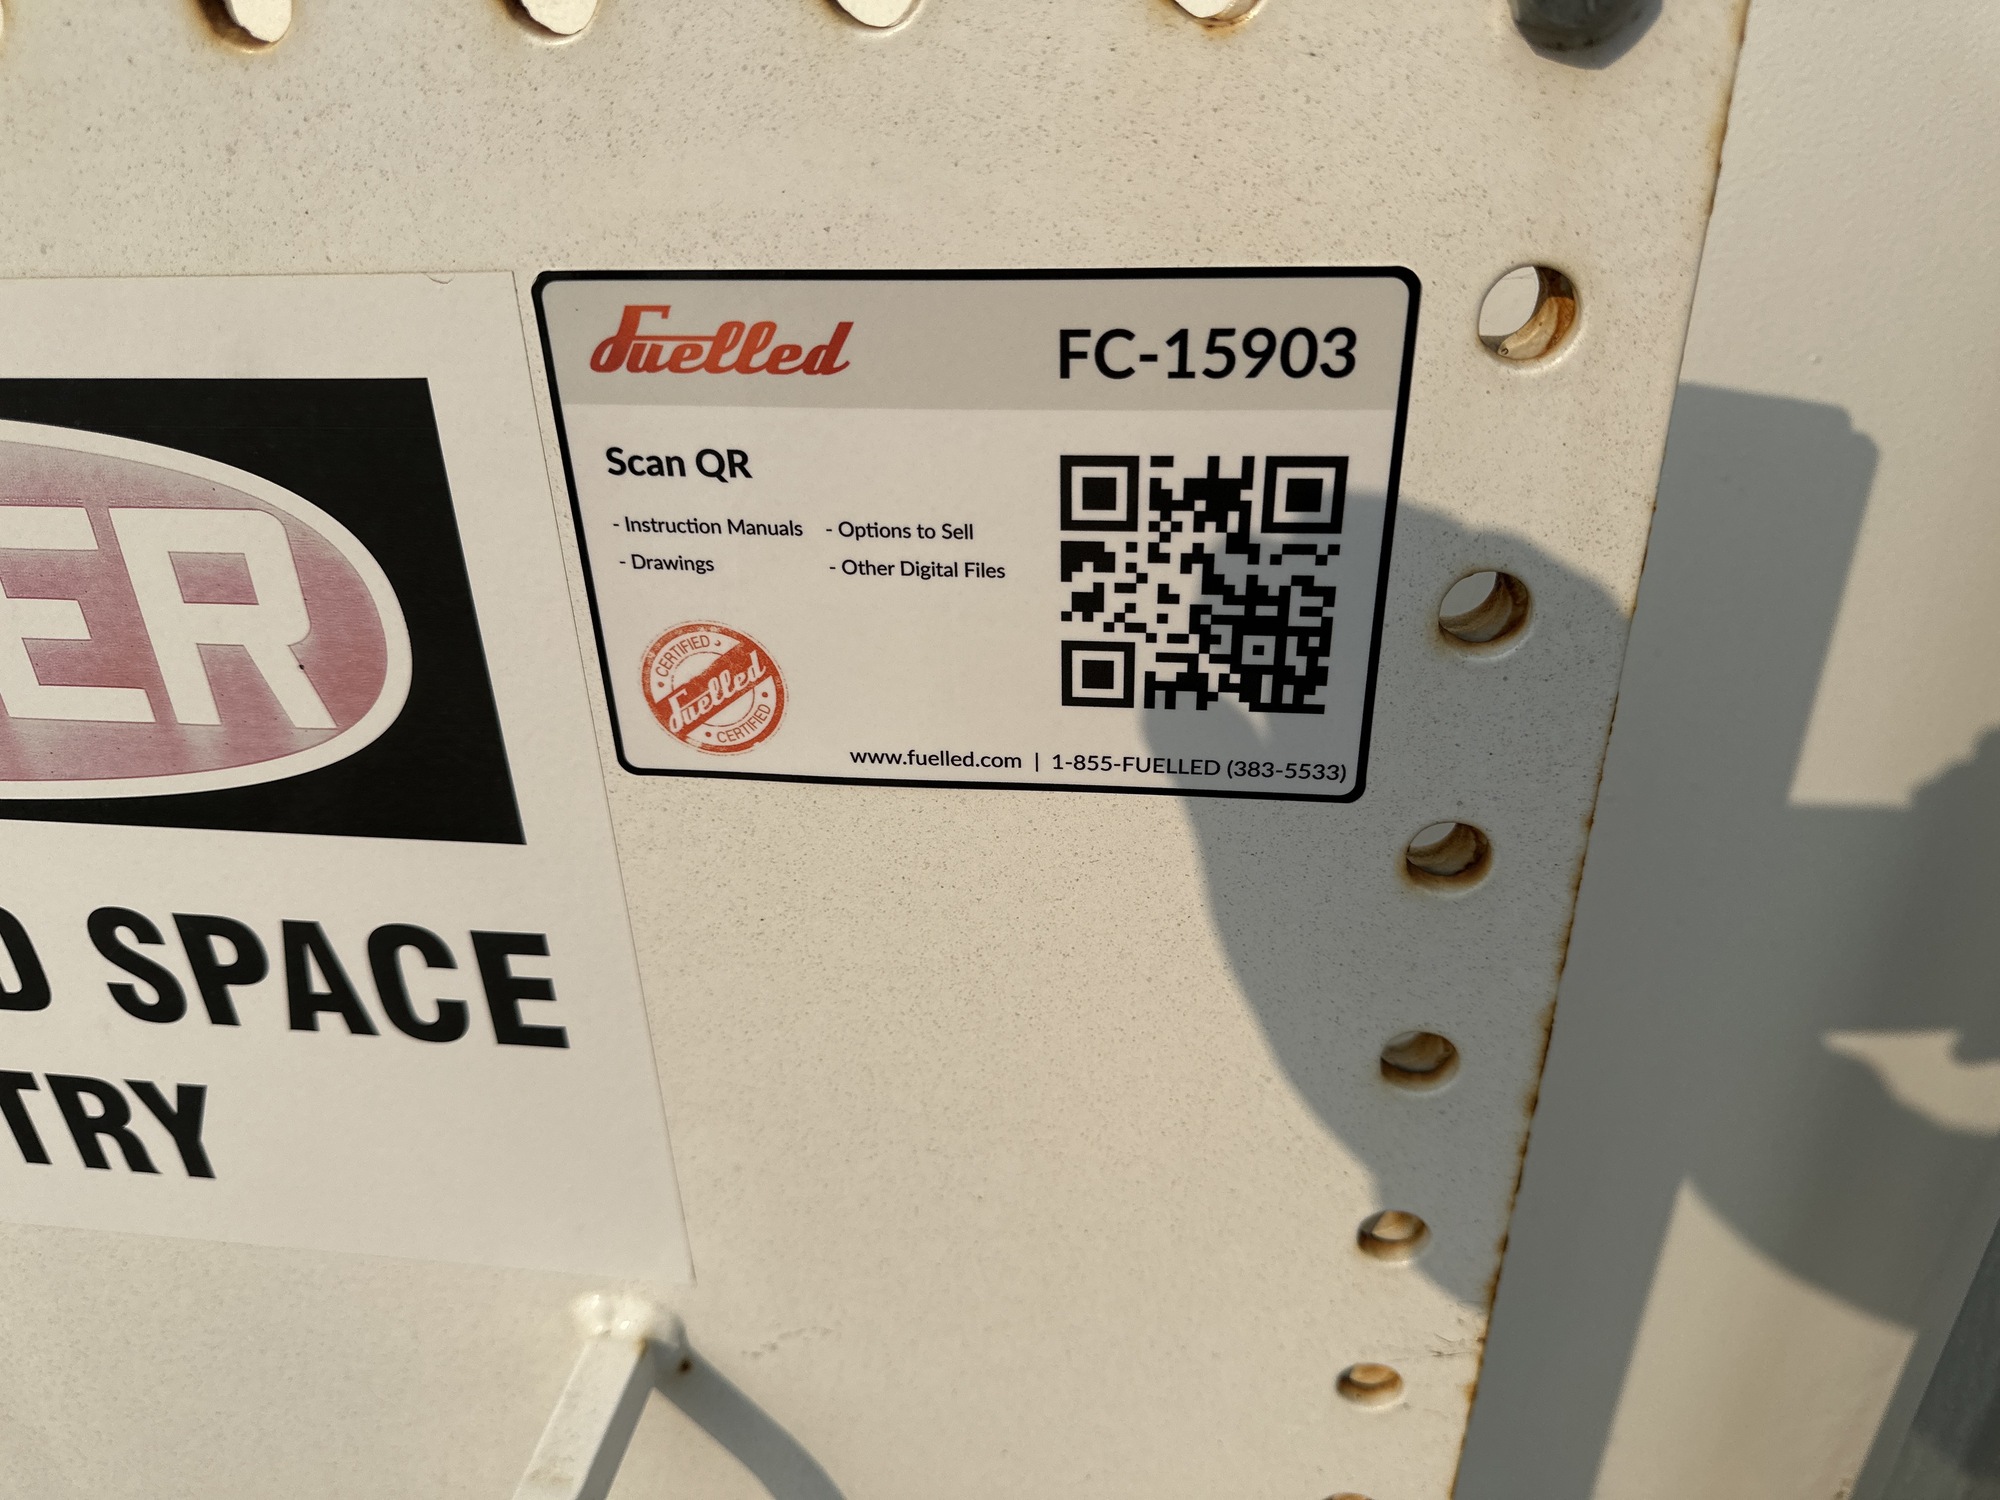 Fuelled
FC-15903
Scan QR
- Instruction Manuals
- Options to Sell
- Drawings
- Other Digital Files
CERTIFIED
Fuelled
CERTIFIED
www.fuelled.com | 1-855-FUELLED (383-5533)
ER
D SPACE
TRY